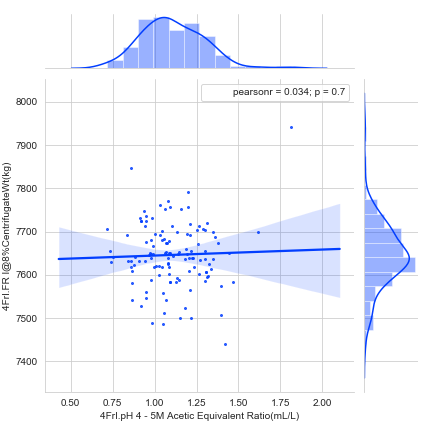 pearsonr = 0.034; p = 0.7
8000
7900
7800
7700
7600
7500
7400
4Frl.FR I@8%CentrifugateWt(kg)
0.50 0.75 1.00 1.25 1.50 1.75 2.00
4Frl.pH 4 - 5M Acetic Equivalent Ratio(mL/L)